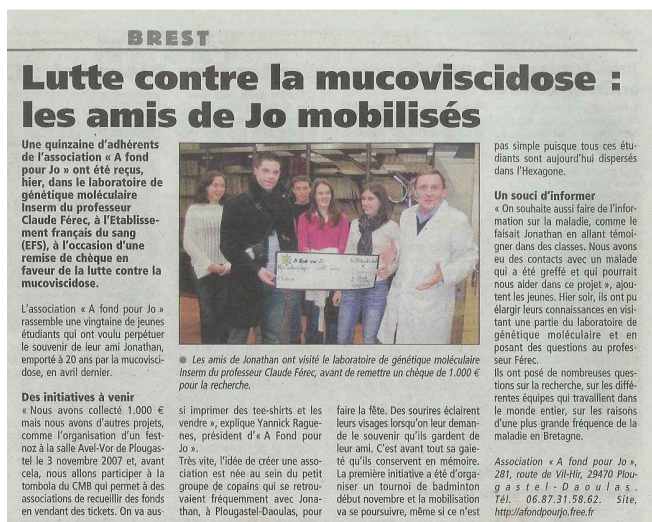 BREST
Lutte contre la mucoviscidose :
les amis de Jo mobilisés
Une quinzaine d'adhérents
de l'association « A fond
pour Jo » ont été reçus,
hier, dans le laboratoire de
génétique moléculaire
Inserm du professeur
Claude Férec, à l'Etablisse-
ment français du sang
(EFS), à l'occasion d'une
remise de chèque en
faveur de la lutte contre la
mucoviscidose.
L'association « A fond pour Jo »
rassemble une vingtaine de jeunes
étudiants qui ont voulu perpétuer
le souvenir de leur ami Jonathan,
emporté à 20 ans par la mucovisci-
dose, en avril dernier.
Des initiatives à venir
« Nous avons collecté 1.000 €
mais nous avons d'autres projets,
comme l'organisation d'un fest-
noz à la salle Avel-Vor de Plougas-
tel le 3 novembre 2007 et, avant
cela, nous allons participer à la
tombola du CMB qui permet à des
associations de recueillir des fonds
en vendant des tickets. On va aus-
A Fond pour Jo
● Les amis de Jonathan ont visité le laboratoire de génétique moléculaire
Inserm du professeur Claude Férec, avant de remettre un chèque de 1.000 €
pour la recherche.
si imprimer des tee-shirts et les
vendre », explique Yannick Rague-
nes, président d'« A Fond pour
Jo ».
Très vite, l'idée de créer une asso-
ciation est née au sein du petit
groupe de copains qui se retrou-
vaient fréquemment avec Jona-
than, à Plougastel-Daoulas, pour
faire la fête. Des sourires éclairent
leurs visages lorsqu'on leur deman-
de le souvenir qu'ils gardent de
leur ami. C'est avant tout sa gaie-
té qu'ils conservent en mémoire.
La première initiative a été d'orga-
niser un tournoi de badminton
début novembre et la mobilisation
va se poursuivre, même si ce n'est
pas simple puisque tous ces étu-
diants sont aujourd'hui dispersés
dans l'Hexagone.
Un souci d'informer
« On souhaite aussi faire de l'infor-
mation sur la maladie, comme le
faisait Jonathan en allant témoi-
gner dans des classes. Nous avons
eu des contacts avec un malade
qui a été greffé et qui pourrait
nous aider dans ce projet », ajou-
tent les jeunes. Hier soir, ils ont pu
élargir leurs connaissances en visi-
tant une partie du laboratoire de
génétique moléculaire et en
posant des questions au profes-
seur Férec.
Ils ont posé de nombreuses ques-
tions sur la recherche, sur les diffé-
rentes équipes qui travaillent dans
le monde entier, sur les raisons
d'une plus grande fréquence de la
maladie en Bretagne.
Association « A fond pour Jo »,
281, route de Vil-Hir, 29470 Plou-
gastel-Daoulas.
Tél. 06.87.31.58.62. Site,
http://afondpourjo.free.fr